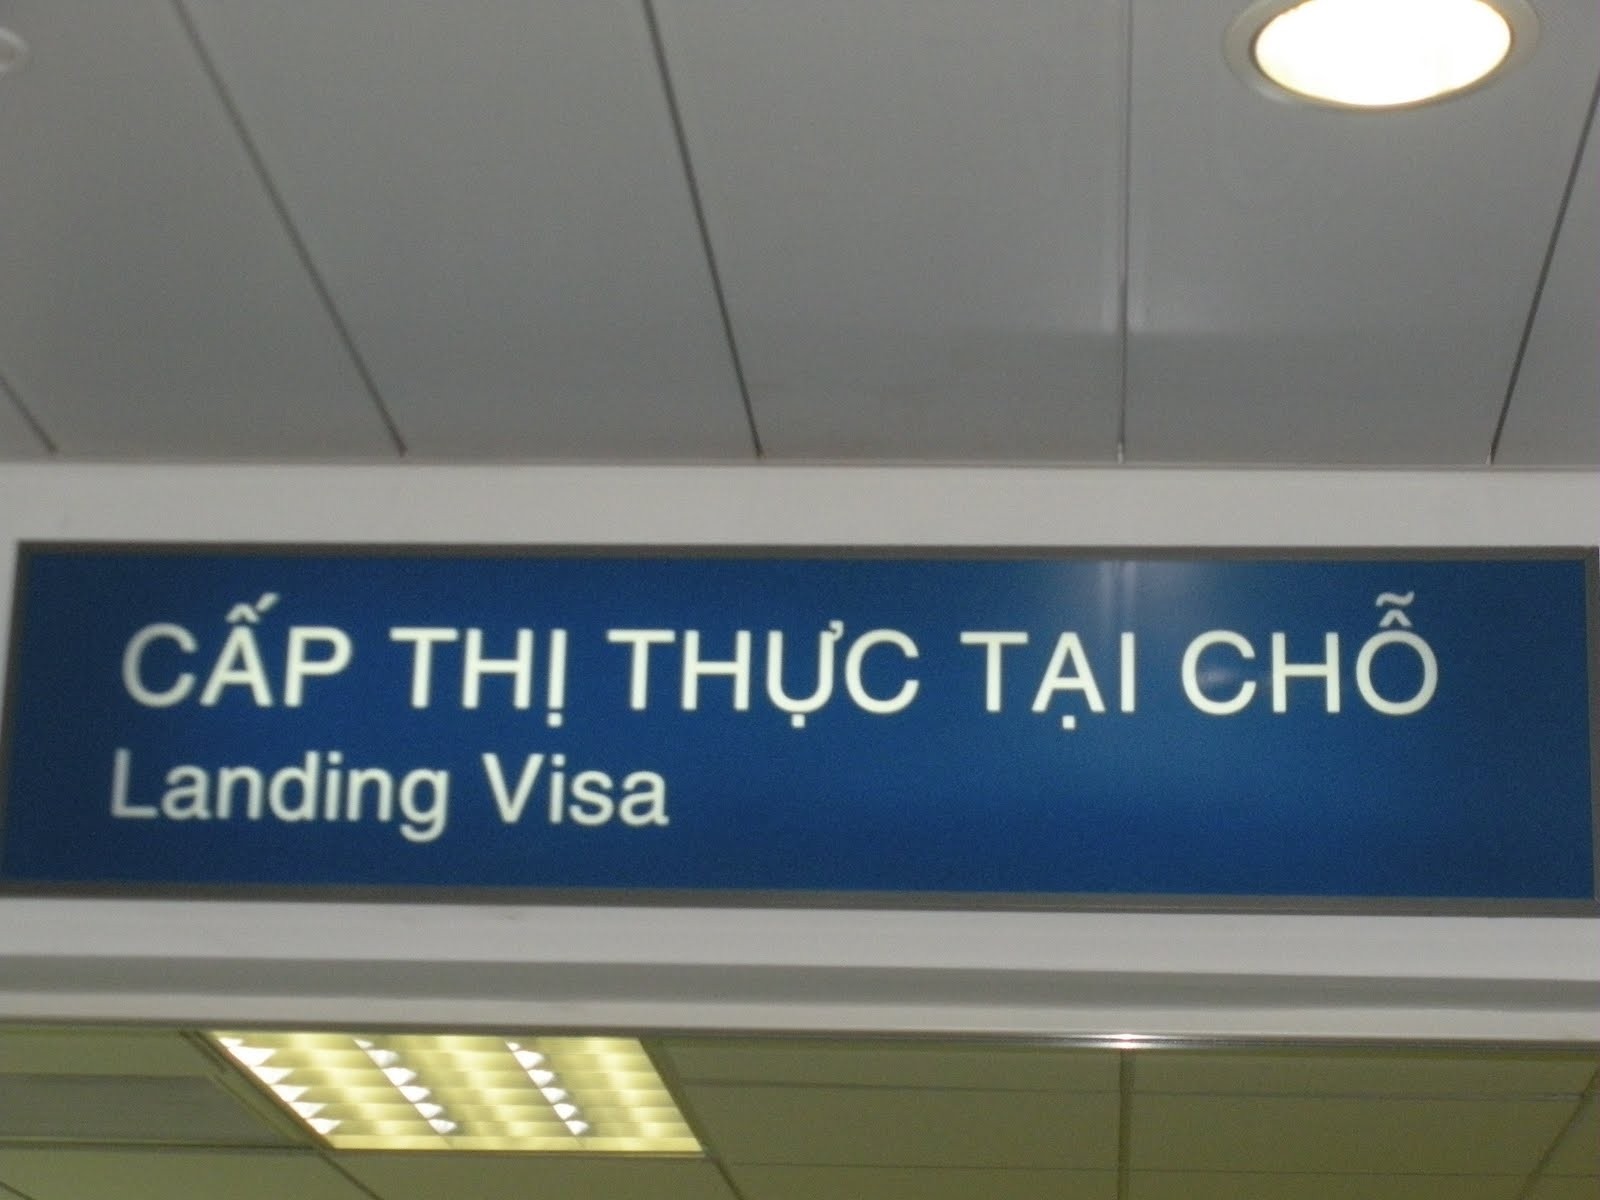 CẤP THỊ THỰC TẠI CHỖ
Landing Visa